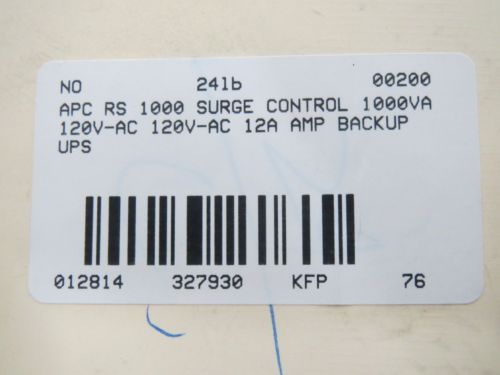 NO 24lb 00200
APC RS 1000 SURGE CONTROL 1000VA
120V-AC 120V-AC 12A AMP BACKUP
UPS
012814 327930 KFP 76